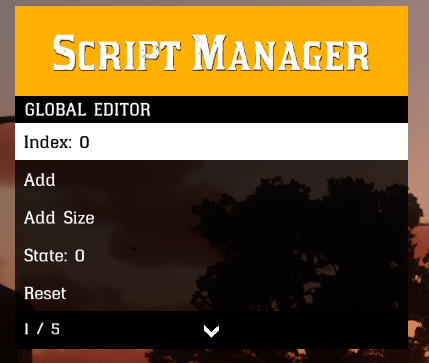 Script Manager
GLOBAL EDITOR
Index: 0
Add
Add Size
State: 0
Reset
1 / 5